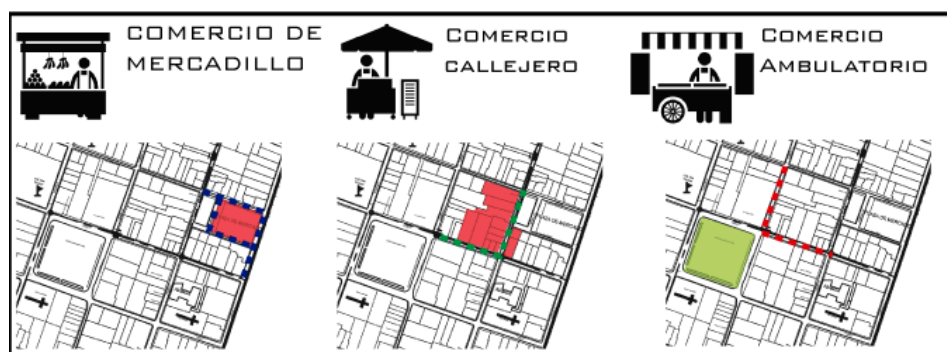 COMERCIO DE
MERCADILLO
COMERCIO
CALLEJERO
COMERCIO
AMBULATORIO